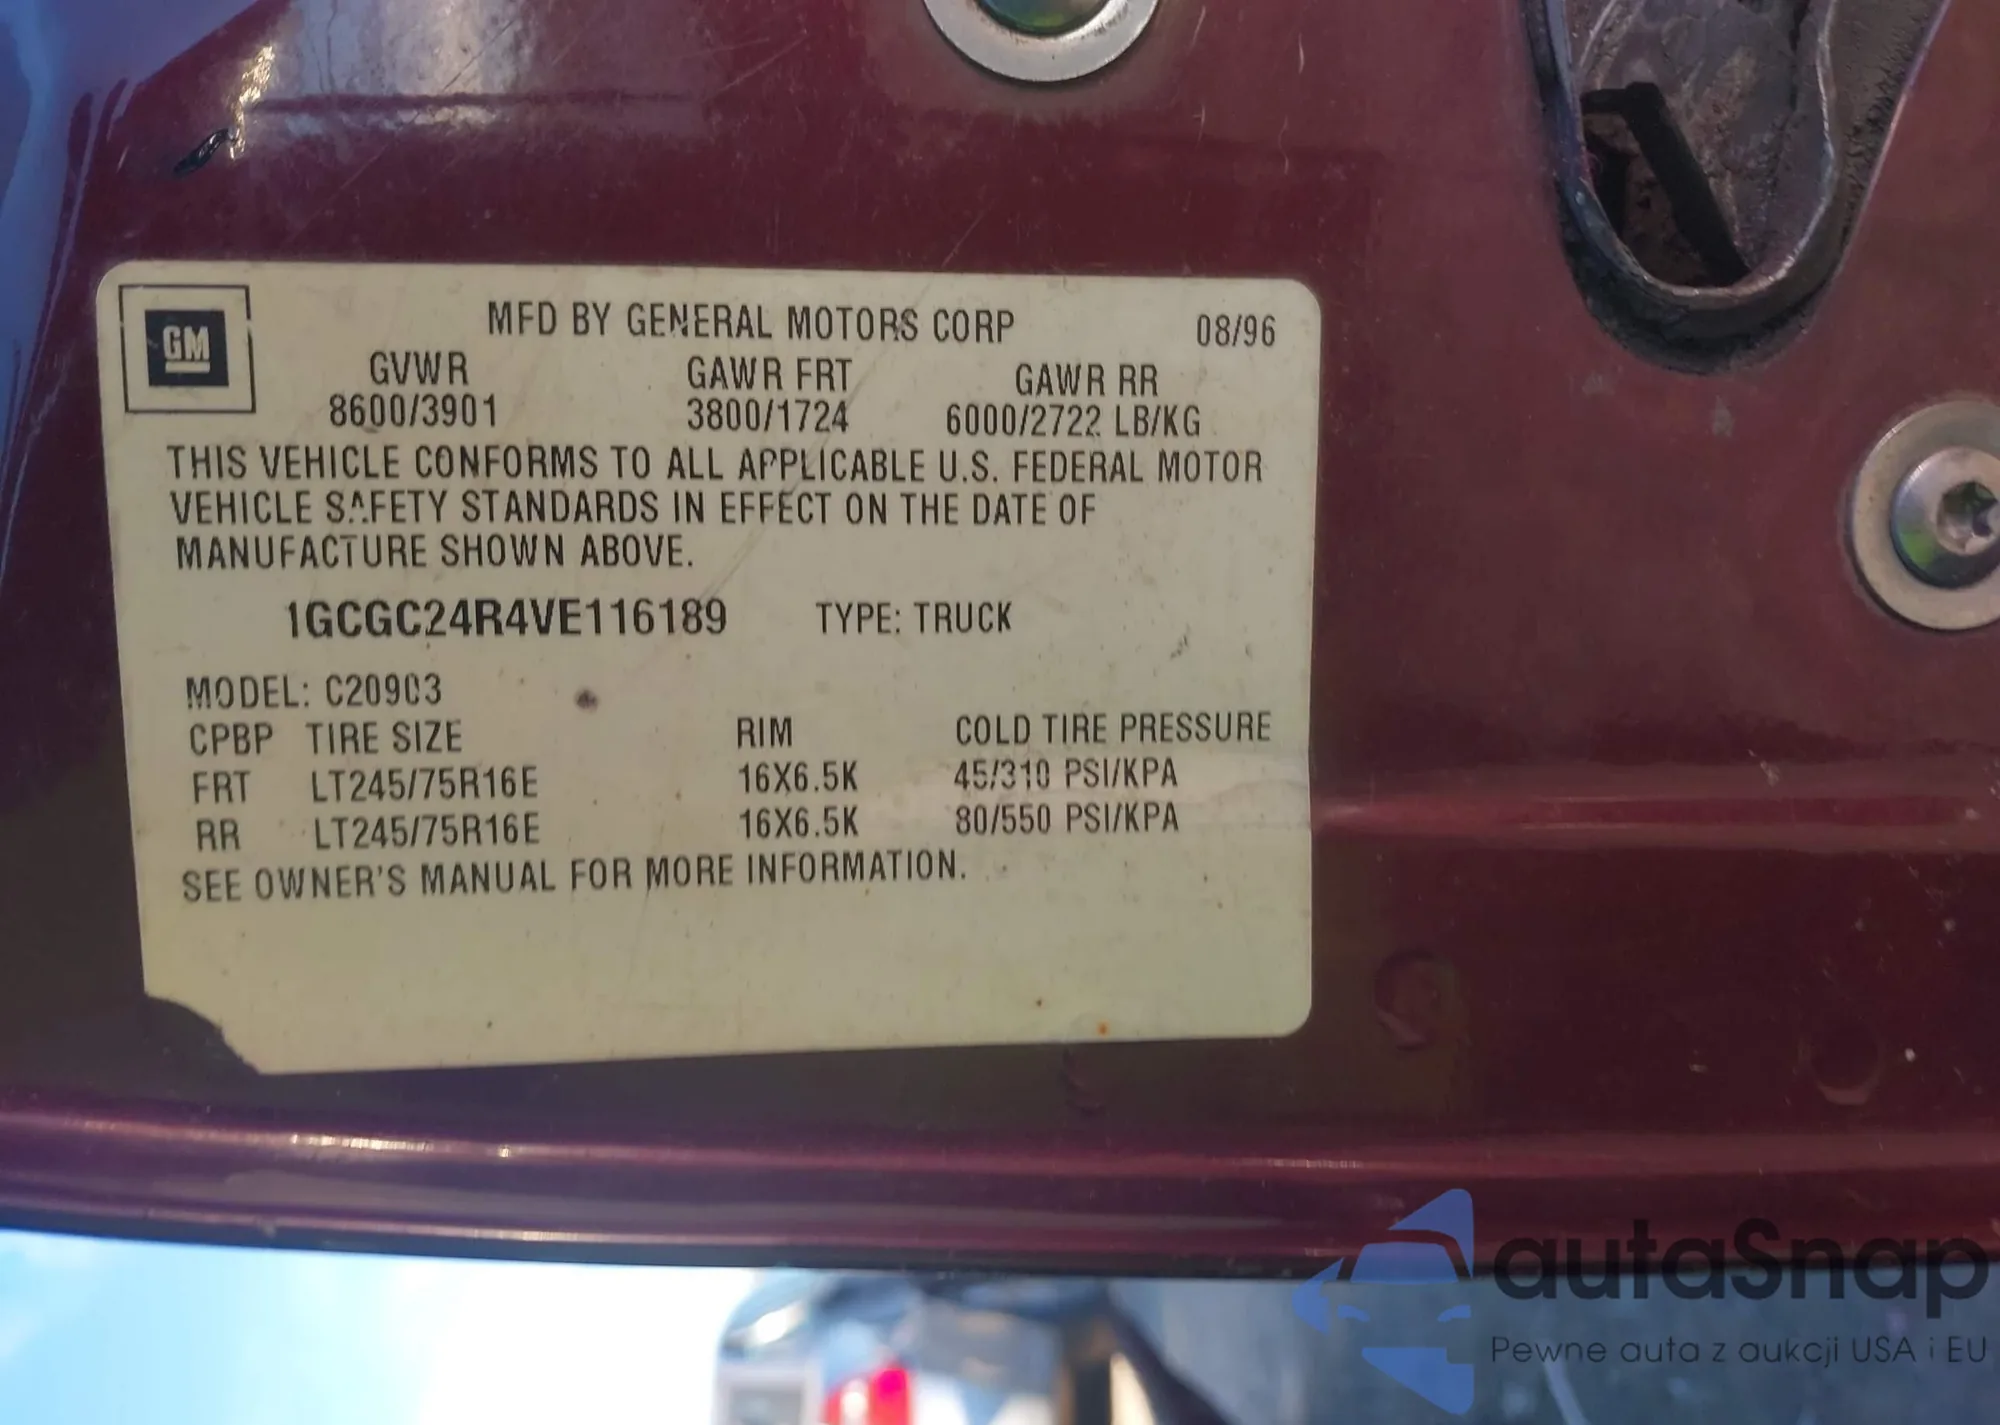 GM
MFD BY GENERAL MOTORS CORP 08/96
GVWR GAWR FRT GAWR RR
8600/3901 3800/1724 6000/2722 LB/KG
THIS VEHICLE CONFORMS TO ALL APPLICABLE U.S. FEDERAL MOTOR
VEHICLE SAFETY STANDARDS IN EFFECT ON THE DATE OF
MANUFACTURE SHOWN ABOVE.
1GCGC24R4VE116189 TYPE: TRUCK
MODEL: C20903
CPBP TIRE SIZE RIM COLD TIRE PRESSURE
FRT LT245/75R16E 16X6.5K 45/310 PSI/KPA
RR LT245/75R16E 16X6.5K 80/550 PSI/KPA
SEE OWNER'S MANUAL FOR MORE INFORMATION.
autaSnap
Pewne auta z aukcji USA i EU